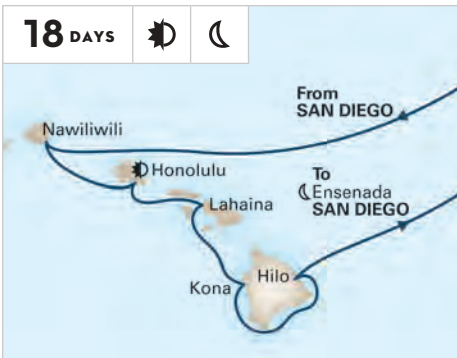 18 DAYS
From
SAN DIEGO
Nawiliwili
Honolulu
To
Ensenada
SAN DIEGO
Lahaina
Kona
Hilo